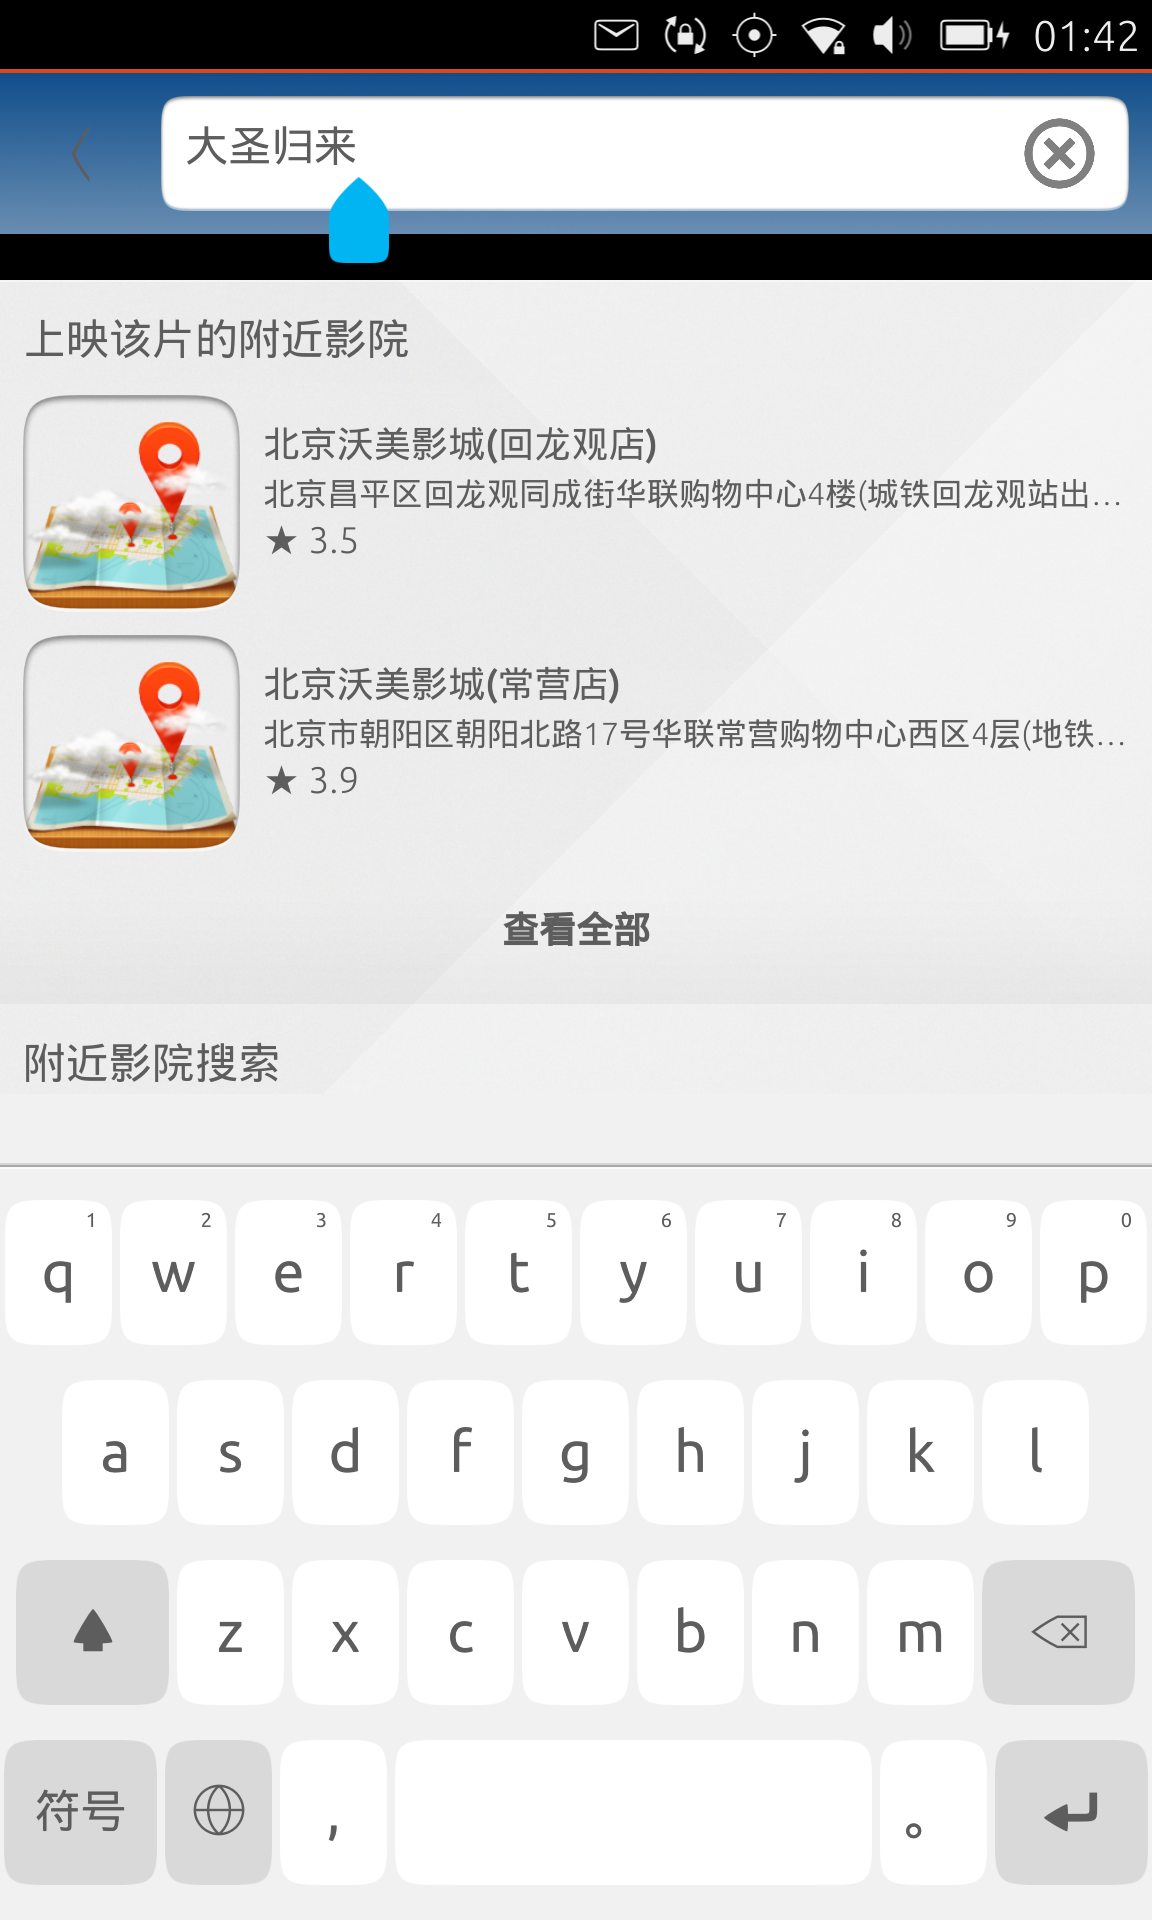 01:42
大圣归来
上映该片的附近影院
北京沃美影城(回龙观店)
北京昌平区回龙观同成街华联购物中心4楼(城铁回龙观站出...
★ 3.5
北京沃美影城(常营店)
北京市朝阳区朝阳北路17号华联常营购物中心西区4层(地铁...
★ 3.9
查看全部
附近影院搜索
1 2 3 4 5 6 7 8 9 0
q w e r t y u i o p
a s d f g h j k l
z x c v b n m
符号 , 。